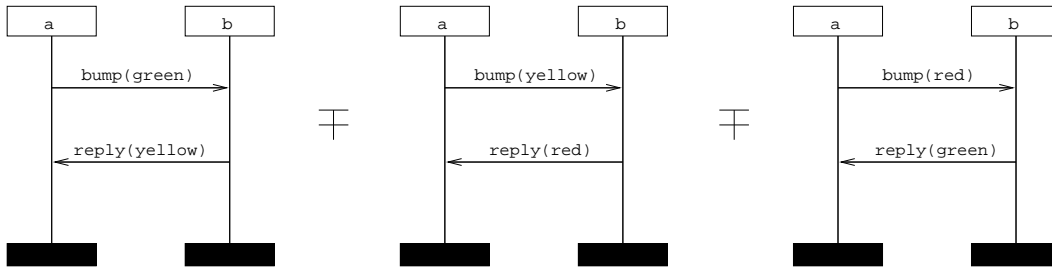 a b a b a b
bump(green) bump(yellow) bump(red)
∓ ∓
reply(yellow) reply(red) reply(green)